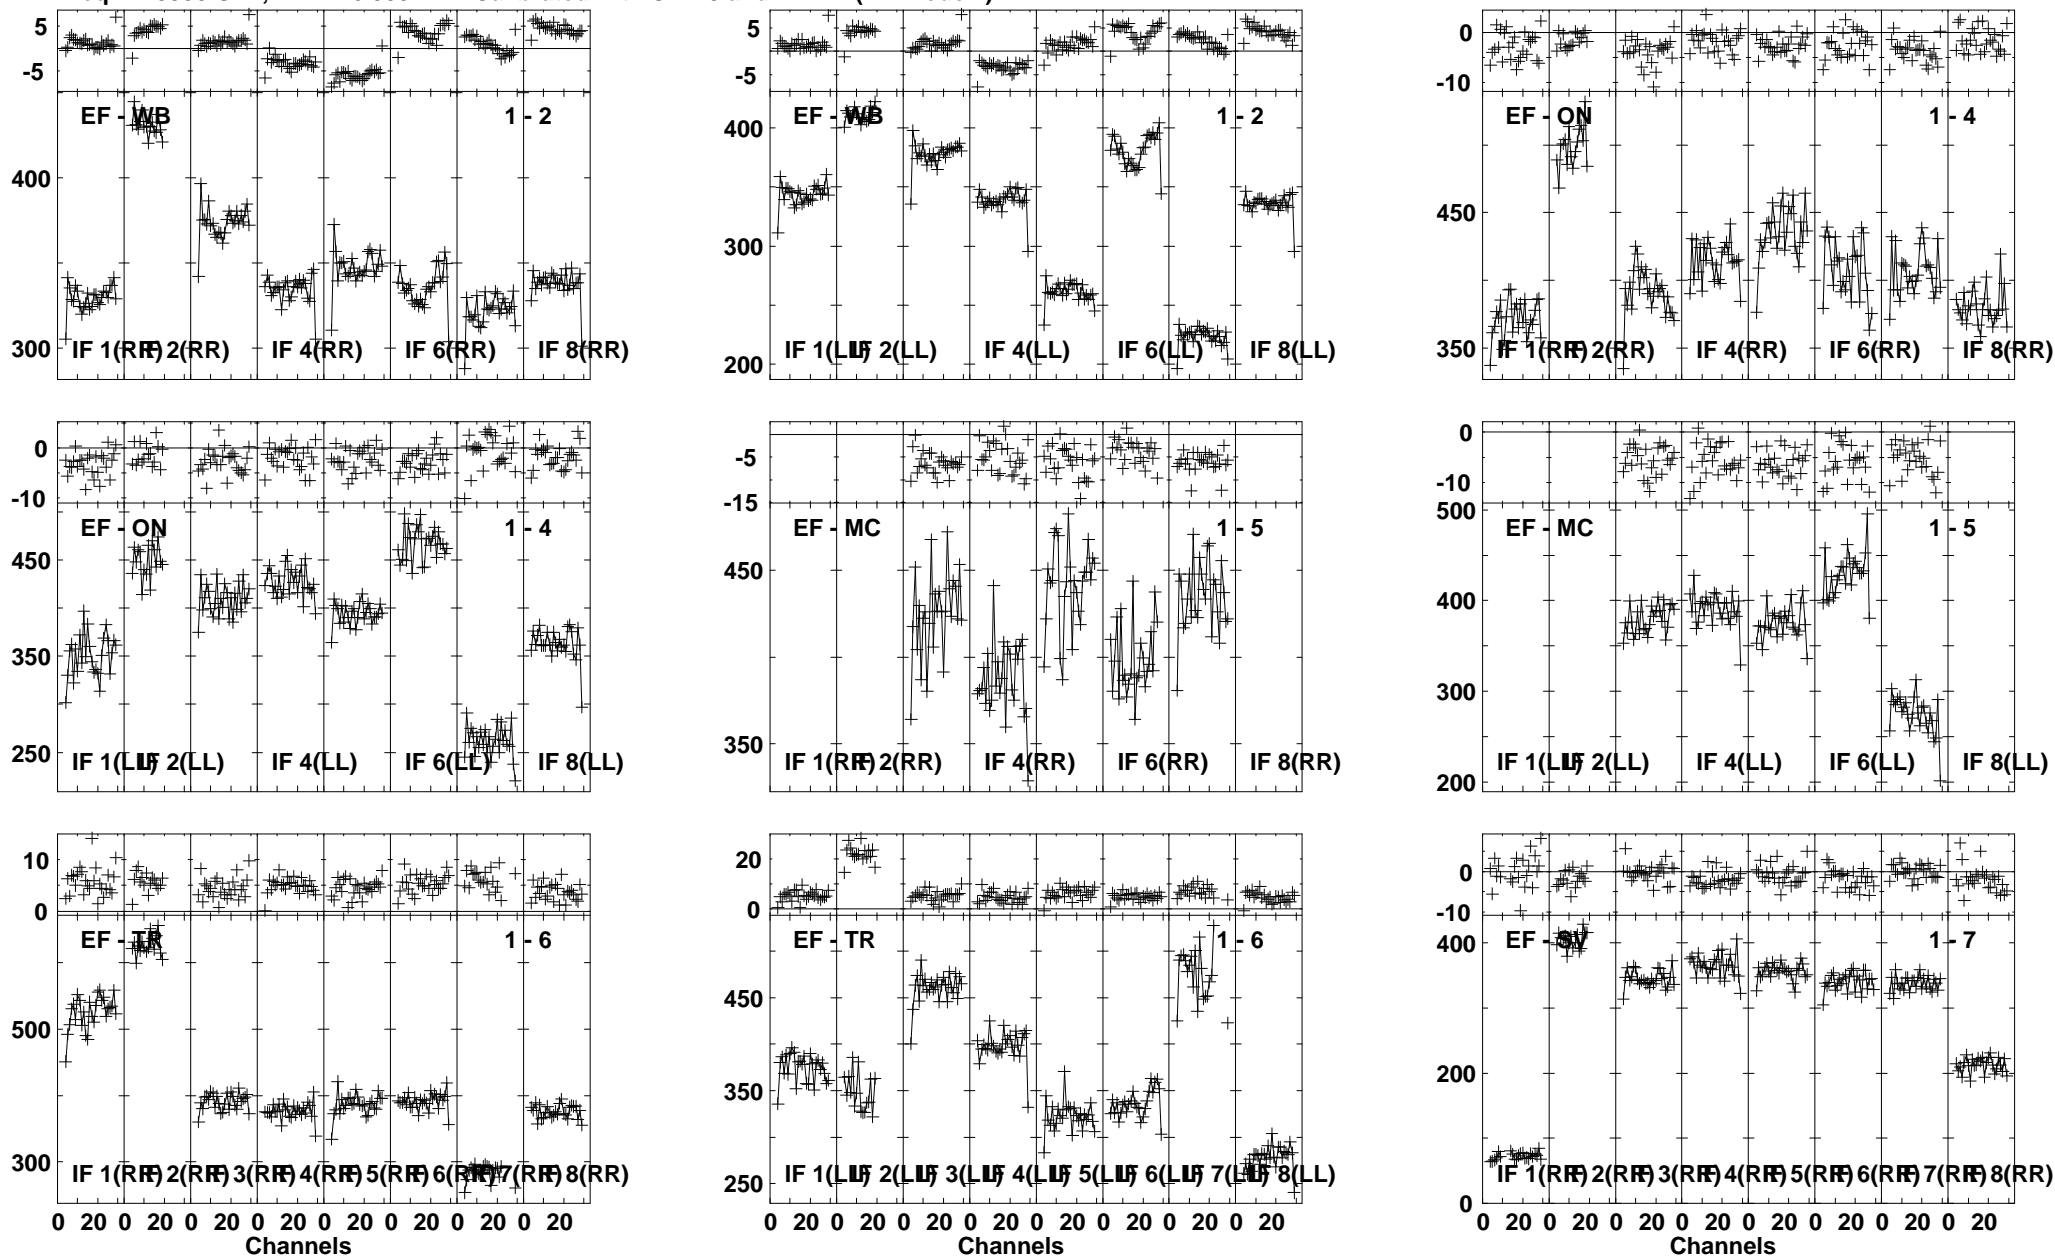 5
-5
EF - WB 1 - 2
400
300
IF 1(RR) IF 2(RR) IF 4(RR) IF 6(RR) IF 8(RR)
5
-5
EF - WB 1 - 2
400
300
200
IF 1(LL) IF 2(LL) IF 4(LL) IF 6(LL) IF 8(LL)
0
-10
EF - ON 1 - 4
450
350
IF 1(RR) IF 2(RR) IF 4(RR) IF 6(RR) IF 8(RR)
0
-10
EF - ON 1 - 4
450
350
250
IF 1(LL) IF 2(LL) IF 4(LL) IF 6(LL) IF 8(LL)
-5
-15
EF - MC 1 - 5
450
350
IF 1(RR) IF 2(RR) IF 4(RR) IF 6(RR) IF 8(RR)
0
-10
EF - MC 1 - 5
500
400
300
200
IF 1(LL) IF 2(LL) IF 4(LL) IF 6(LL) IF 8(LL)
10
0
EF - TR 1 - 6
500
300
IF 1(RR) IF 2(RR) IF 3(RR) IF 4(RR) IF 5(RR) IF 6(RR) IF 7(RR) IF 8(RR)
0 20 0 20 0 20 0 20 0 20 0 20 0 20 0 20
Channels
20
0
EF - TR 1 - 6
450
350
250
IF 1(LL) IF 2(LL) IF 3(LL) IF 4(LL) IF 5(LL) IF 6(LL) IF 7(LL) IF 8(LL)
0 20 0 20 0 20 0 20 0 20 0 20 0 20 0 20
Channels
0
-10
EF - SV 1 - 7
400
200
0
IF 1(RR) IF 2(RR) IF 3(RR) IF 4(RR) IF 5(RR) IF 6(RR) IF 7(RR) IF 8(RR)
0 20 0 20 0 20 0 20 0 20 0 20 0 20 0 20
Channels